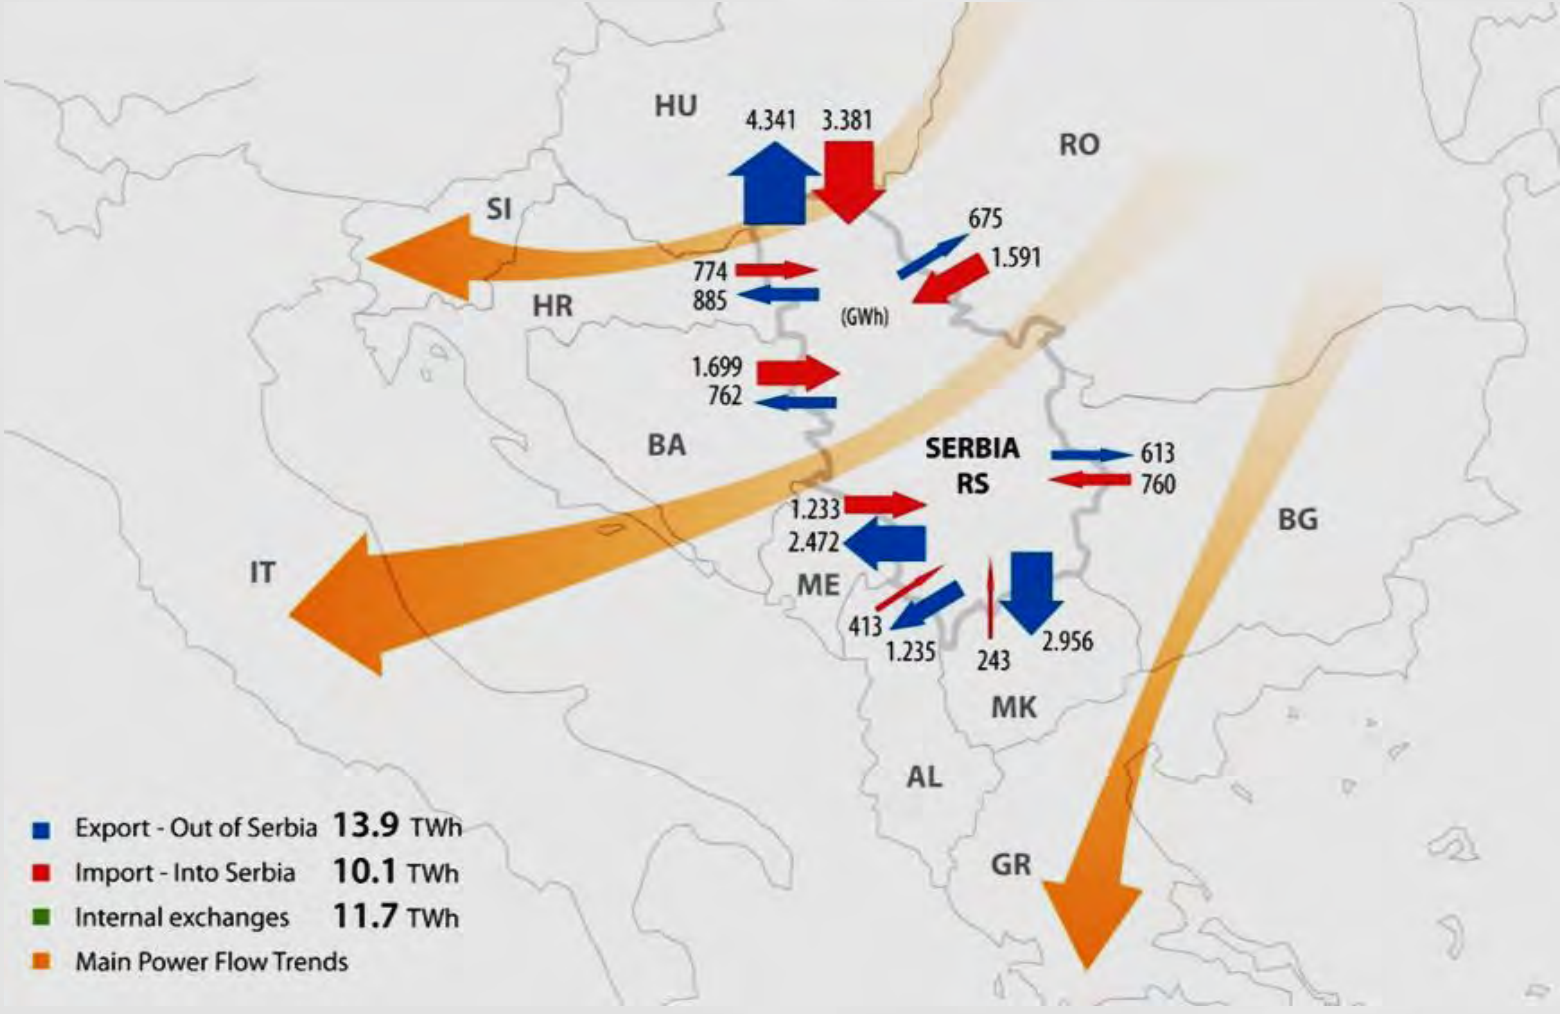 HU
4.341 3.381
RO
SI
675
1.591
774
885
HR
(GWh)
1.699
762
BA
SERBIA
RS
613
760
BG
1.233
2.472
ME
IT
413
1.235
243
2.956
MK
AL
GR
Export - Out of Serbia 13.9 TWh
Import - Into Serbia 10.1 TWh
Internal exchanges 11.7 TWh
Main Power Flow Trends